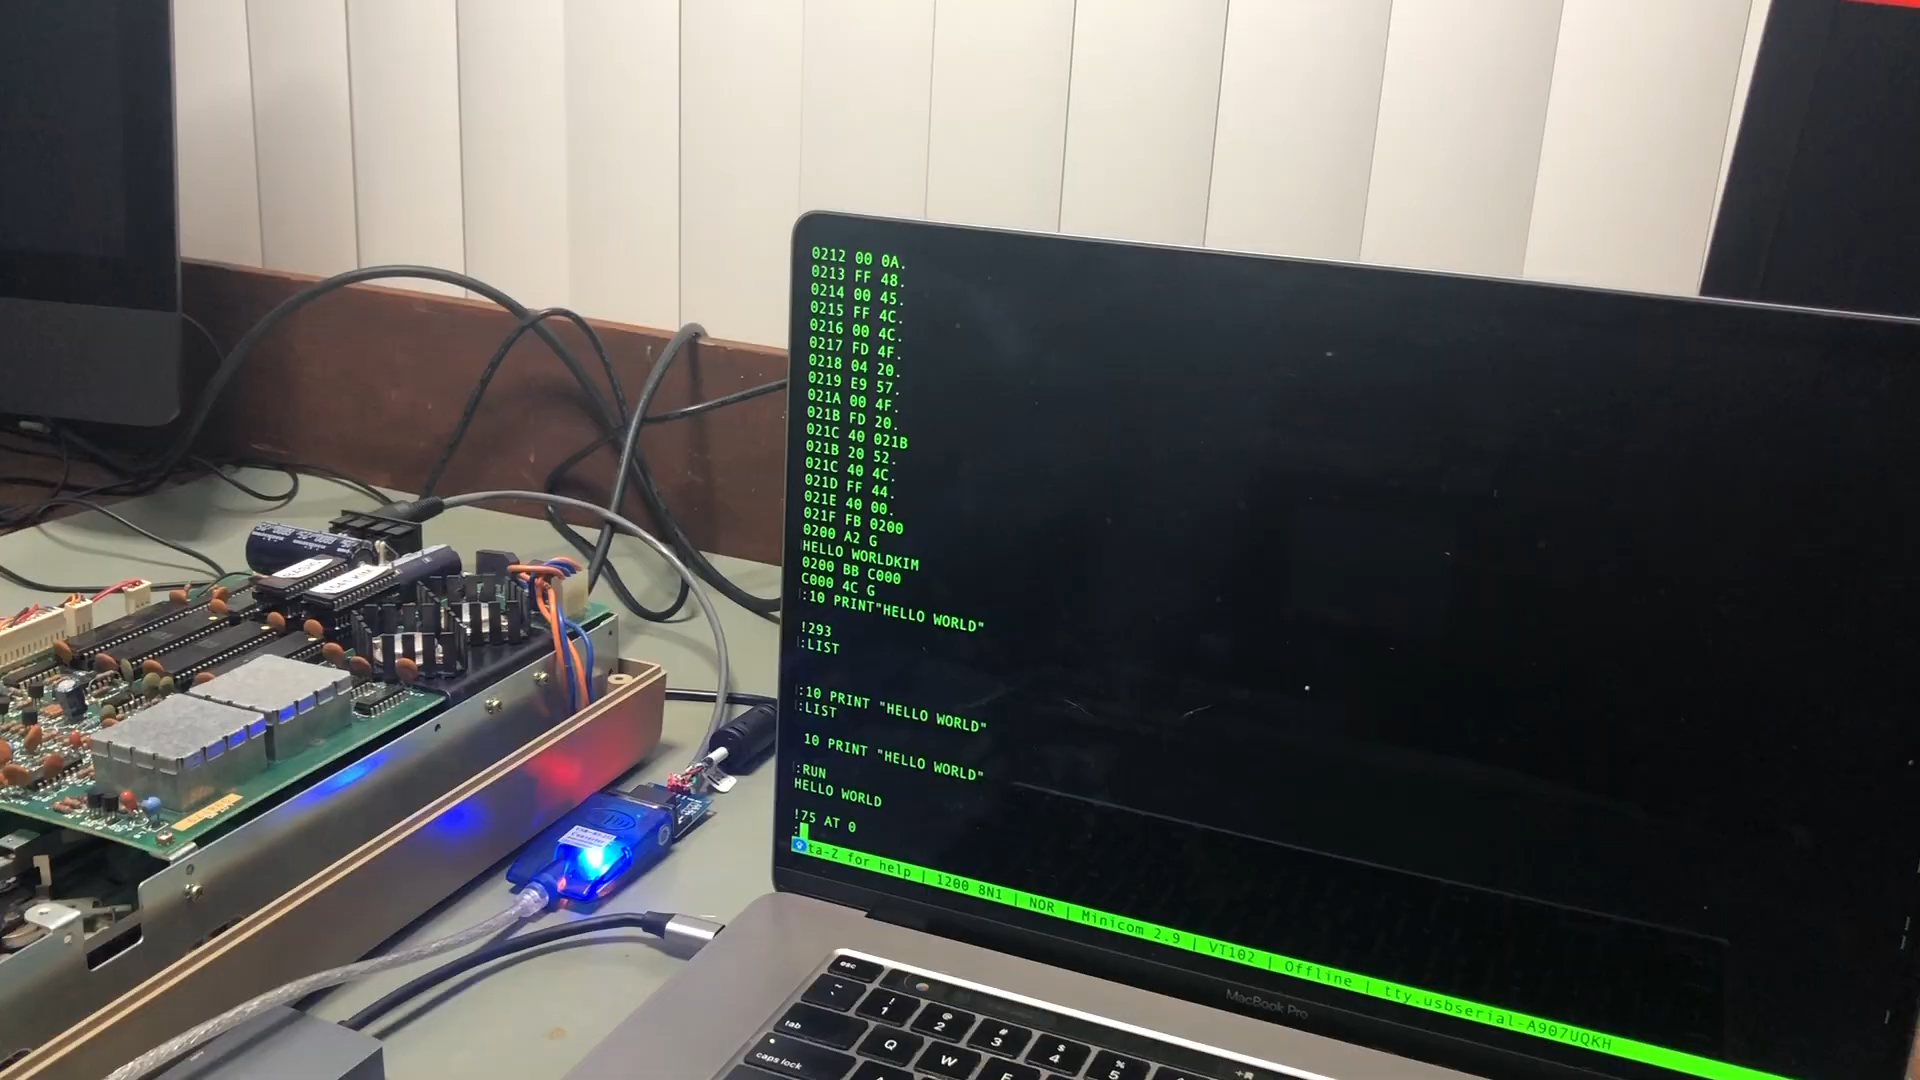 0212 00 0A.
0213 FF 48.
0214 00 45.
0215 FF 4C.
0216 00 4C.
0217 FD 4F.
0218 04 20.
0219 E9 57.
021A 00 4F.
021B FD 20.
021C 40 021B
021B 20 52.
021C 40 4C.
021D FF 44.
021E 40 00.
021F FB 0200
0200 A2 G
HELLO WORLDKIM
0200 BB C000
C000 4C G
:10 PRINT"HELLO WORLD"
!293
:LIST
:10 PRINT "HELLO WORLD"
:LIST
10 PRINT "HELLO WORLD"
:RUN
HELLO WORLD
!75 AT 0
:
ta-Z for help | 1200 8N1 | NOR | Minicom 2.9 | VT102 | Offline | tty.usbserial-A907UQKH
MacBook Pro
esc
~ ! @ # $ %
` 1 2 3 4 5
tab Q W
caps lock